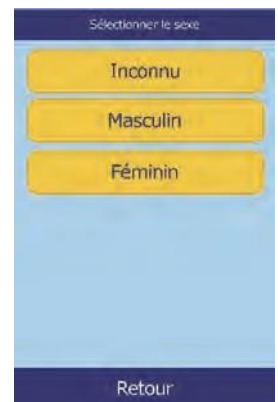 Sélectionner le sexe
Inconnu
Masculin
Féminin
Retour